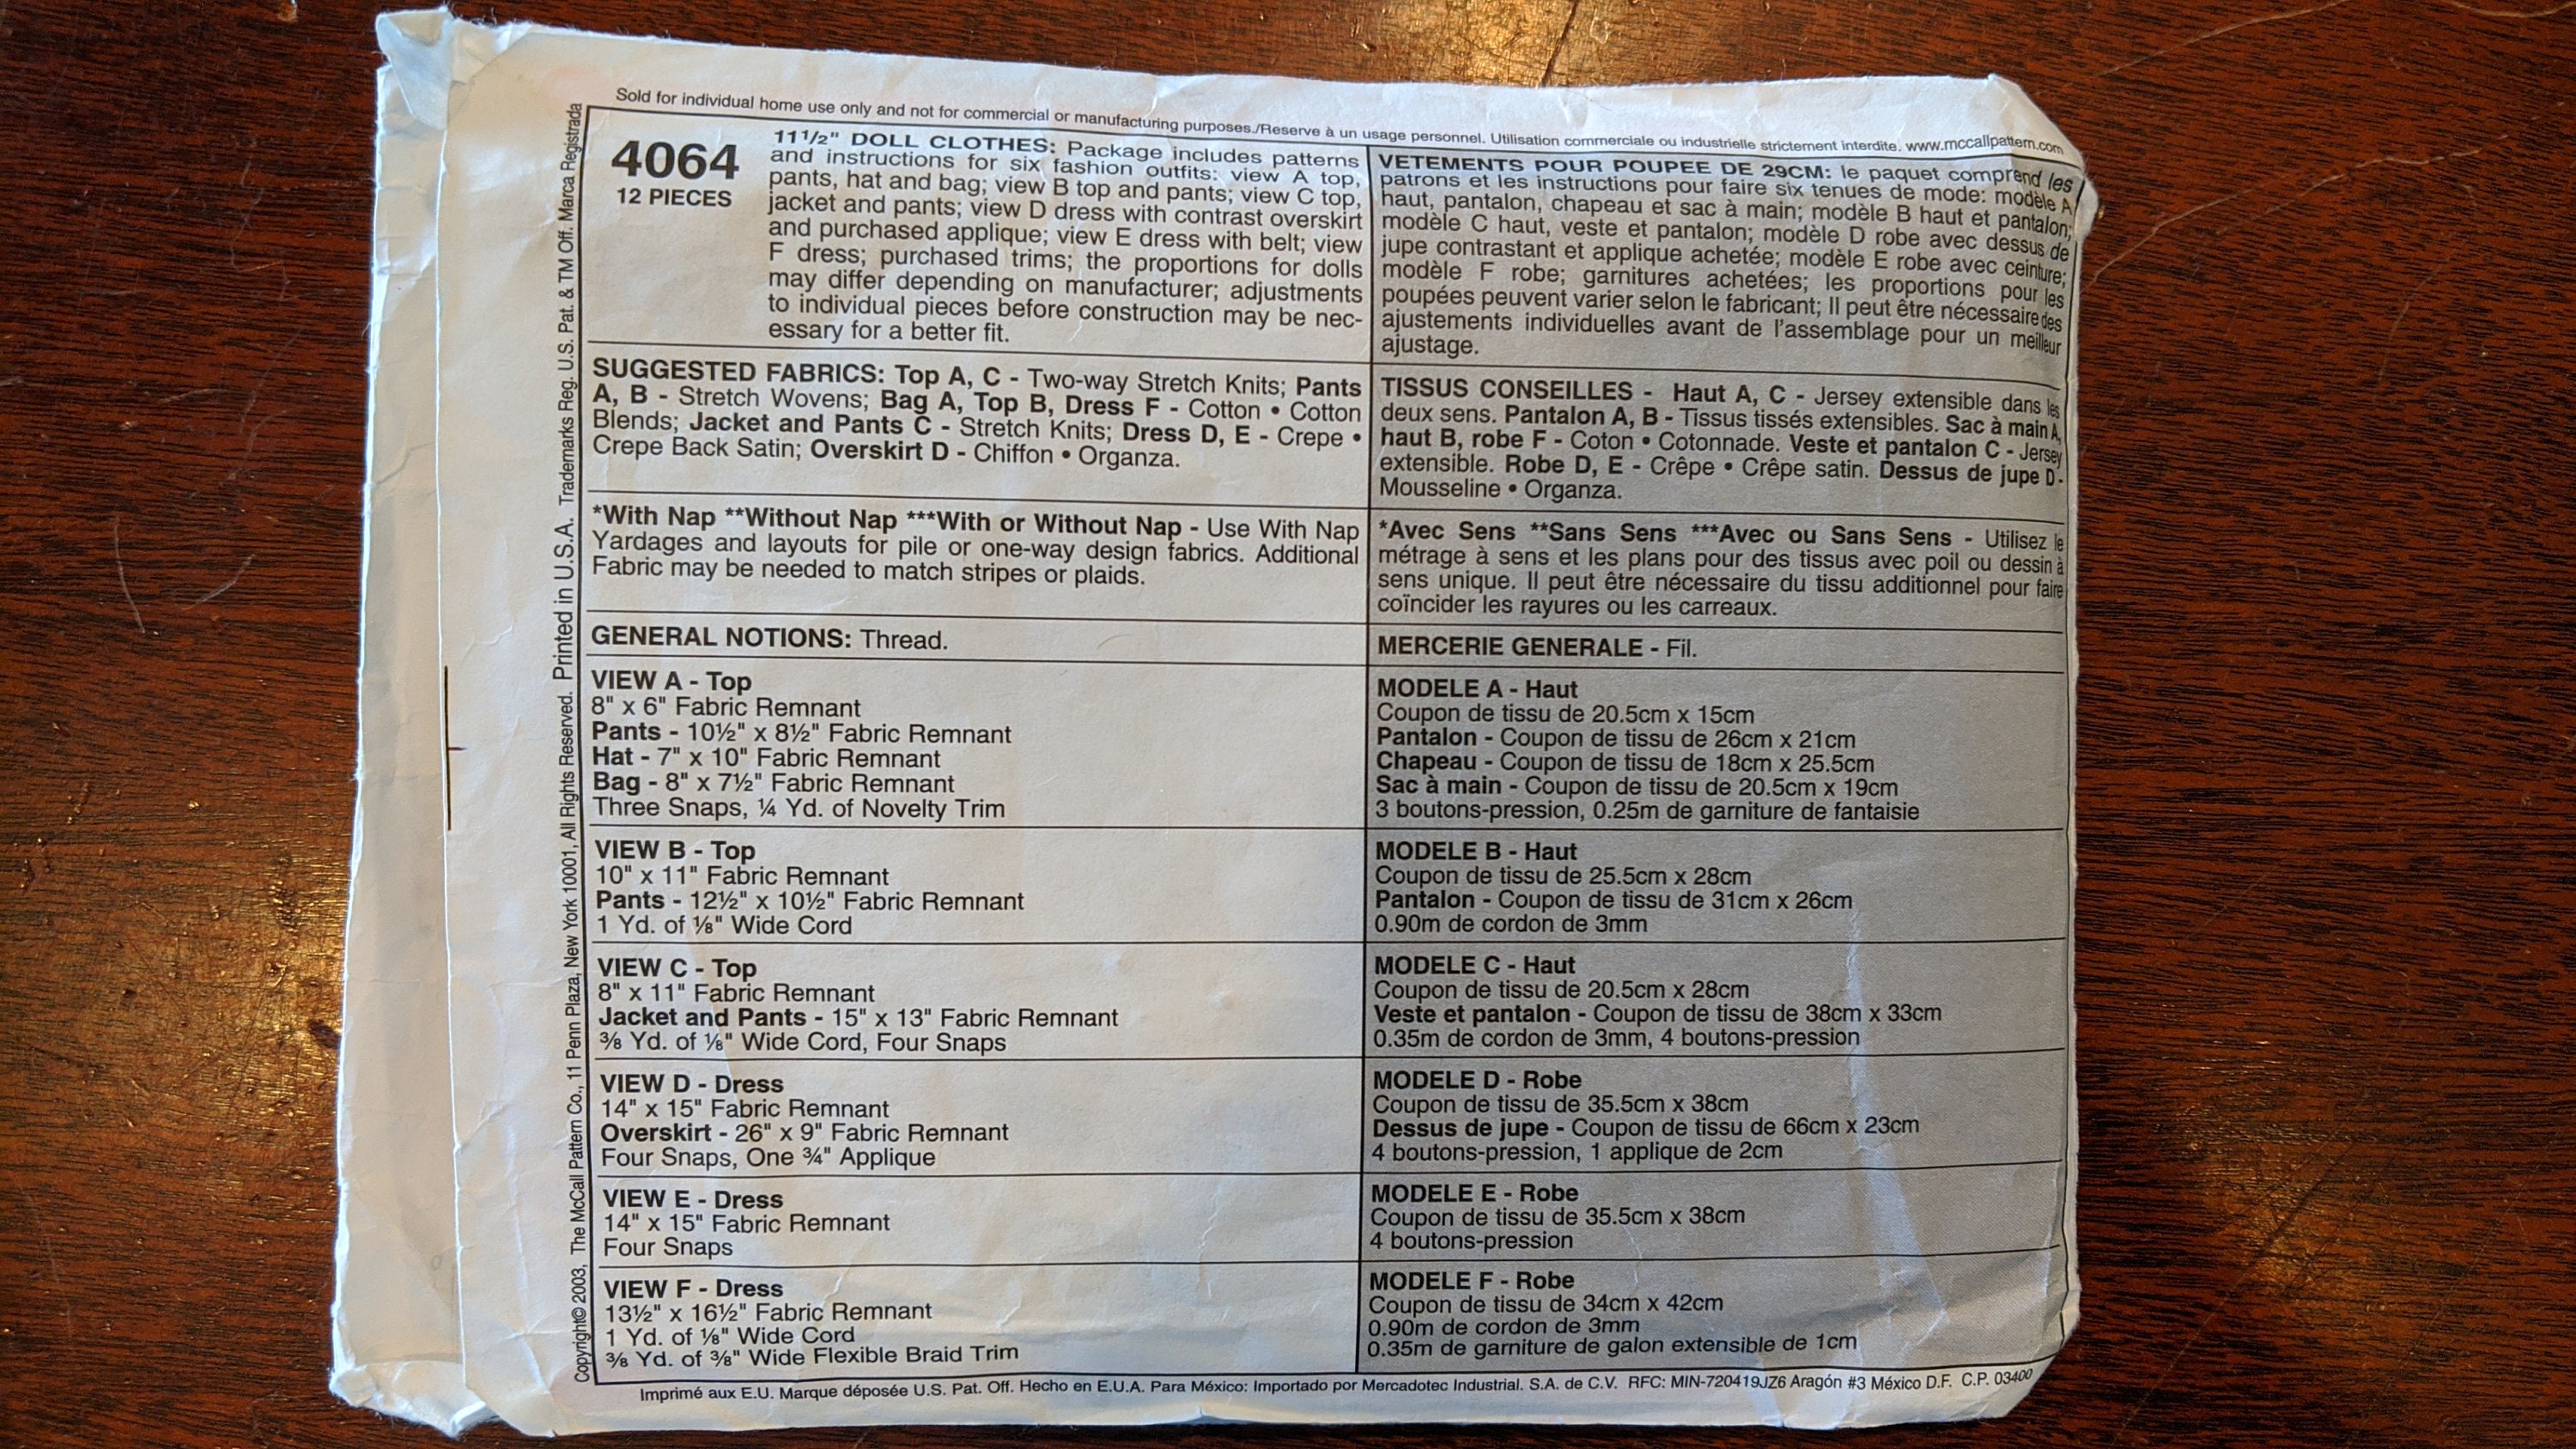 Sold for individual home use only and not for commercial or manufacturing purposes./Reserve à un usage personnel. Utilisation commerciale ou industrielle strictement interdite. www.mccallpattern.com
4064
12 PIECES
11½" DOLL CLOTHES: Package includes patterns
and instructions for six fashion outfits: view A top,
pants, hat and bag; view B top and pants; view C top,
jacket and pants; view D dress with contrast overskirt
and purchased applique; view E dress with belt; view
F dress; purchased trims; the proportions for dolls
may differ depending on manufacturer; adjustments
to individual pieces before construction may be nec-
essary for a better fit.
VETEMENTS POUR POUPEE DE 29CM: le paquet comprend les
patrons et les instructions pour faire six tenues de mode: modèle A
haut, pantalon, chapeau et sac à main; modèle B haut et pantalon;
modèle C haut, veste et pantalon; modèle D robe avec dessus de
jupe contrastant et applique achetée; modèle E robe avec ceinture;
modèle F robe; garnitures achetées; les proportions pour les
poupées peuvent varier selon le fabricant; Il peut être nécessaire des
ajustements individuelles avant de l'assemblage pour un meilleur
ajustage.
SUGGESTED FABRICS: Top A, C - Two-way Stretch Knits; Pants
A, B - Stretch Wovens; Bag A, Top B, Dress F - Cotton • Cotton
Blends; Jacket and Pants C - Stretch Knits; Dress D, E - Crepe •
Crepe Back Satin; Overskirt D - Chiffon • Organza.
TISSUS CONSEILLES - Haut A, C - Jersey extensible dans les
deux sens. Pantalon A, B - Tissus tissés extensibles. Sac à main A,
haut B, robe F - Coton • Cotonnade. Veste et pantalon C - Jersey
extensible. Robe D, E - Crêpe • Crêpe satin. Dessus de jupe D -
Mousseline • Organza.
*With Nap **Without Nap ***With or Without Nap - Use With Nap
Yardages and layouts for pile or one-way design fabrics. Additional
Fabric may be needed to match stripes or plaids.
*Avec Sens **Sans Sens ***Avec ou Sans Sens - Utilisez le
métrage à sens et les plans pour des tissus avec poil ou dessin à
sens unique. Il peut être nécessaire du tissu additionnel pour faire
coïncider les rayures ou les carreaux.
GENERAL NOTIONS: Thread.
MERCERIE GENERALE - Fil.
VIEW A - Top
8" x 6" Fabric Remnant
Pants - 10½" x 8½" Fabric Remnant
Hat - 7" x 10" Fabric Remnant
Bag - 8" x 7½" Fabric Remnant
Three Snaps, ¼ Yd. of Novelty Trim
MODELE A - Haut
Coupon de tissu de 20.5cm x 15cm
Pantalon - Coupon de tissu de 26cm x 21cm
Chapeau - Coupon de tissu de 18cm x 25.5cm
Sac à main - Coupon de tissu de 20.5cm x 19cm
3 boutons-pression, 0.25m de garniture de fantaisie
VIEW B - Top
10" x 11" Fabric Remnant
Pants - 12½" x 10½" Fabric Remnant
1 Yd. of ⅛" Wide Cord
MODELE B - Haut
Coupon de tissu de 25.5cm x 28cm
Pantalon - Coupon de tissu de 31cm x 26cm
0.90m de cordon de 3mm
VIEW C - Top
8" x 11" Fabric Remnant
Jacket and Pants - 15" x 13" Fabric Remnant
⅜ Yd. of ⅛" Wide Cord, Four Snaps
MODELE C - Haut
Coupon de tissu de 20.5cm x 28cm
Veste et pantalon - Coupon de tissu de 38cm x 33cm
0.35m de cordon de 3mm, 4 boutons-pression
VIEW D - Dress
14" x 15" Fabric Remnant
Overskirt - 26" x 9" Fabric Remnant
Four Snaps, One ¾" Applique
MODELE D - Robe
Coupon de tissu de 35.5cm x 38cm
Dessus de jupe - Coupon de tissu de 66cm x 23cm
4 boutons-pression, 1 applique de 2cm
VIEW E - Dress
14" x 15" Fabric Remnant
Four Snaps
MODELE E - Robe
Coupon de tissu de 35.5cm x 38cm
4 boutons-pression
VIEW F - Dress
13½" x 16½" Fabric Remnant
1 Yd. of ⅛" Wide Cord
⅜ Yd. of ⅜" Wide Flexible Braid Trim
MODELE F - Robe
Coupon de tissu de 34cm x 42cm
0.90m de cordon de 3mm
0.35m de garniture de galon extensible de 1cm
Imprimé aux E.U. Marque déposée U.S. Pat. Off. Hecho en E.U.A. Para México: Importado por Mercadotec Industrial. S.A. de C.V. RFC: MIN-720419JZ6 Aragón #3 México D.F. C.P. 03400
Copyright© 2003, The McCall Pattern Co., 11 Penn Plaza, New York 10001, All Rights Reserved. Printed in U.S.A. Trademarks Reg. U.S. Pat. & TM Off. Marca Registrada